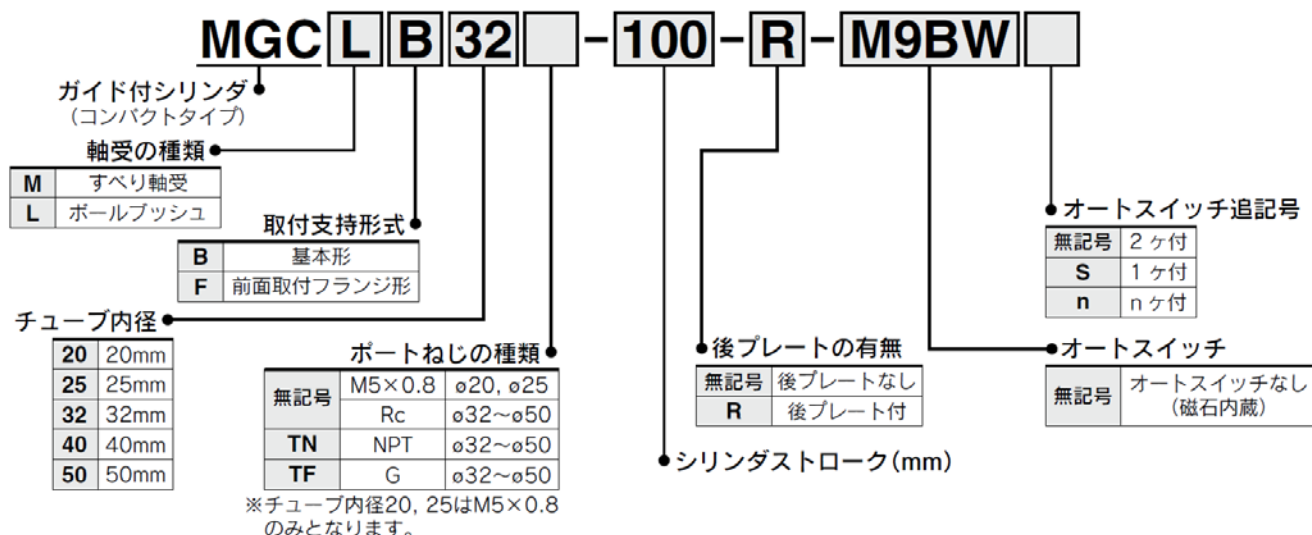 MGC L B 32 - 100 - R - M9BW
ガイド付シリンダ
(コンパクトタイプ)
軸受の種類
M すべり軸受
L ボールブッシュ
取付支持形式
B 基本形
F 前面取付フランジ形
チューブ内径
20 20mm
25 25mm
32 32mm
40 40mm
50 50mm
ポートねじの種類
無記号 M5×0.8 ø20, ø25
Rc ø32～ø50
TN NPT ø32～ø50
TF G ø32～ø50
※チューブ内径20, 25はM5×0.8
のみとなります。
シリンダストローク(mm)
後プレートの有無
無記号 後プレートなし
R 後プレート付
オートスイッチ
無記号 オートスイッチなし
(磁石内蔵)
オートスイッチ追記号
無記号 2ヶ付
S 1ヶ付
n nヶ付